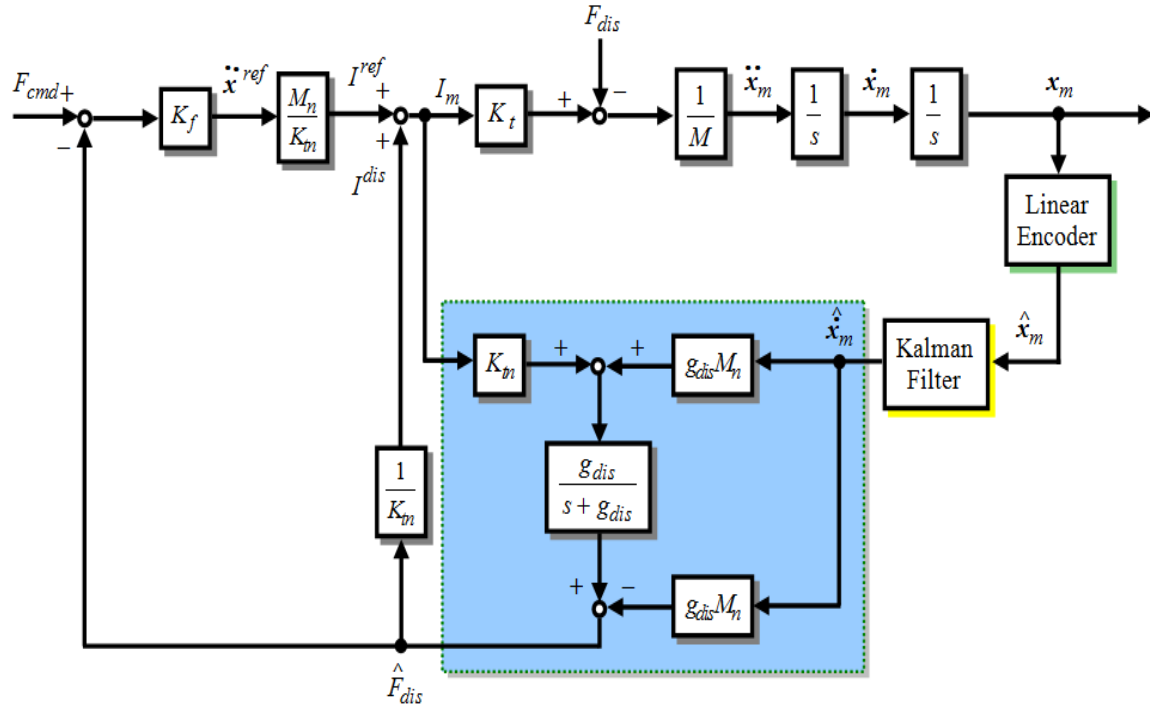 F_dis
F_cmd +
−
K_f
ẍ^ref
M_n / K_tn
I^ref
+
+
I^dis
I_m
K_t
+
−
1 / M
ẍ_m
1 / s
ẋ_m
1 / s
x_m
Linear
Encoder
x̂_m
Kalman
Filter
ẋ̂_m
K_tn
+
+
g_dis M_n
g_dis / s + g_dis
1 / K_tn
+
−
g_dis M_n
F̂_dis